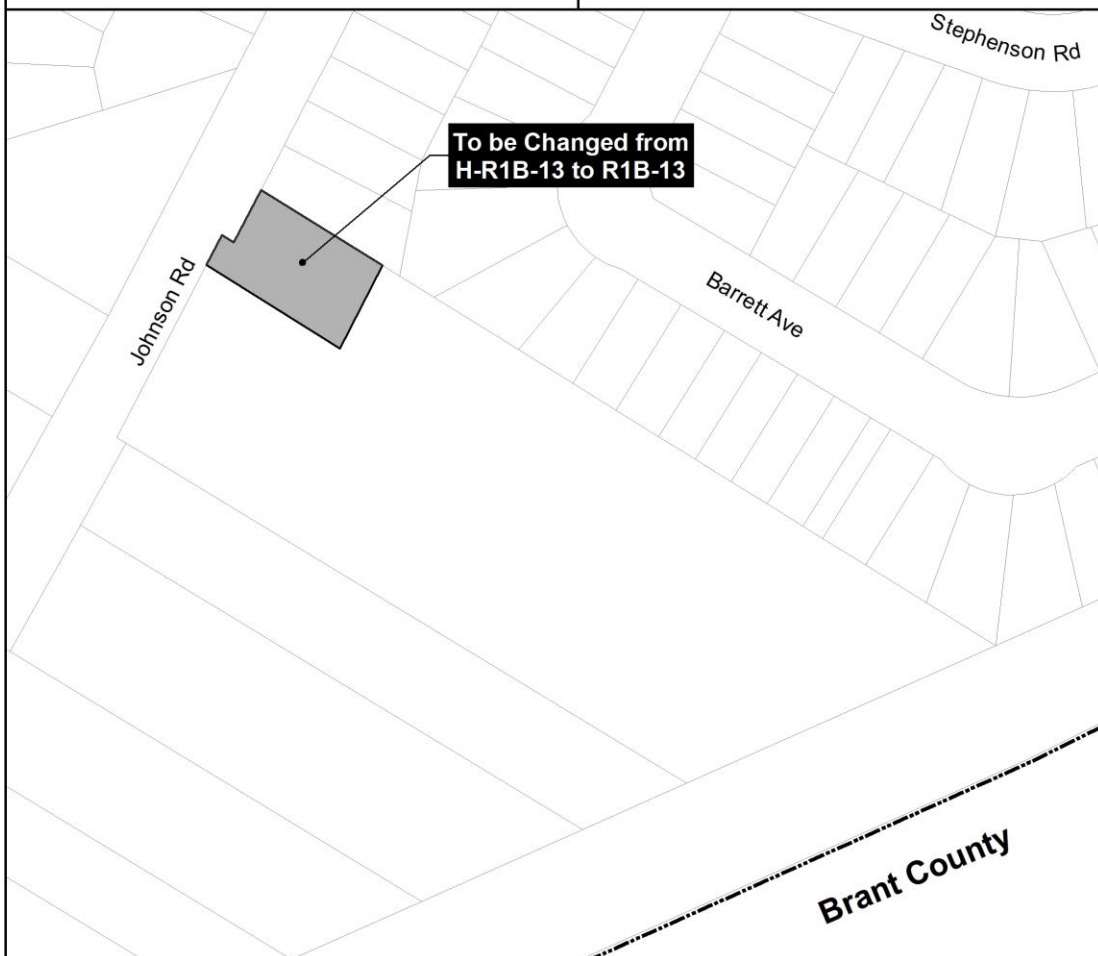 Stephenson Rd
To be Changed from
H-R1B-13 to R1B-13
Johnson Rd
Barrett Ave
Brant County